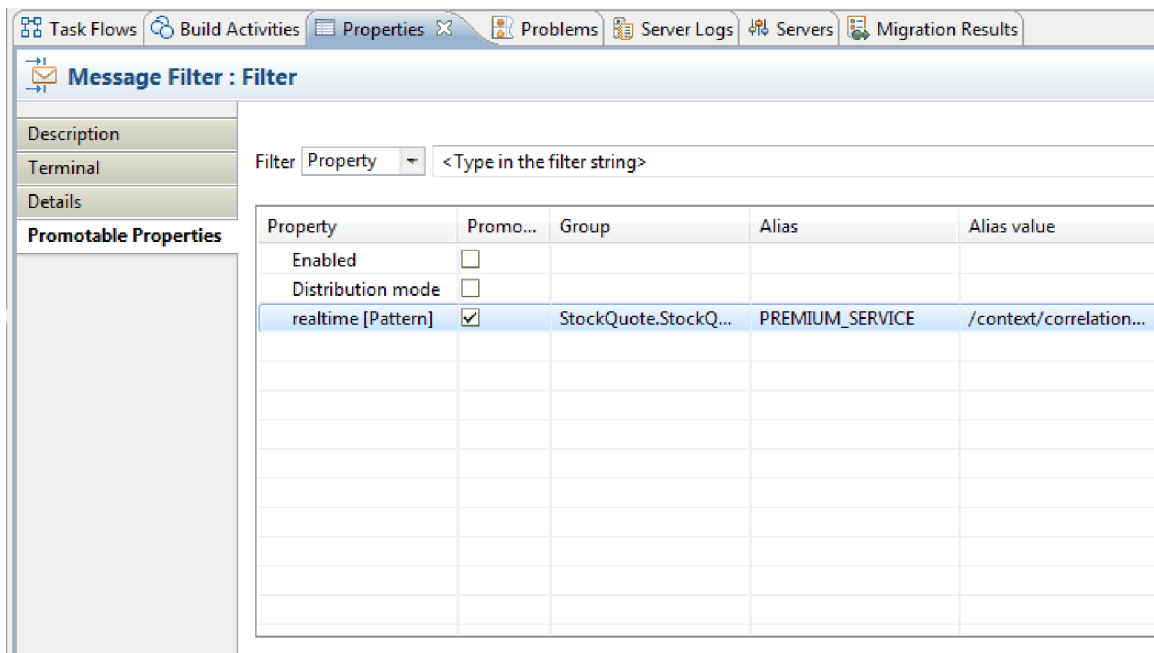 Task Flows Build Activities Properties Problems Server Logs Servers Migration Results
Message Filter : Filter
Description
Terminal
Details
Promotable Properties
Filter Property <Type in the filter string>
Property Promo... Group Alias Alias value
Enabled
Distribution mode
realtime [Pattern] StockQuote.StockQ... PREMIUM_SERVICE /context/correlation...